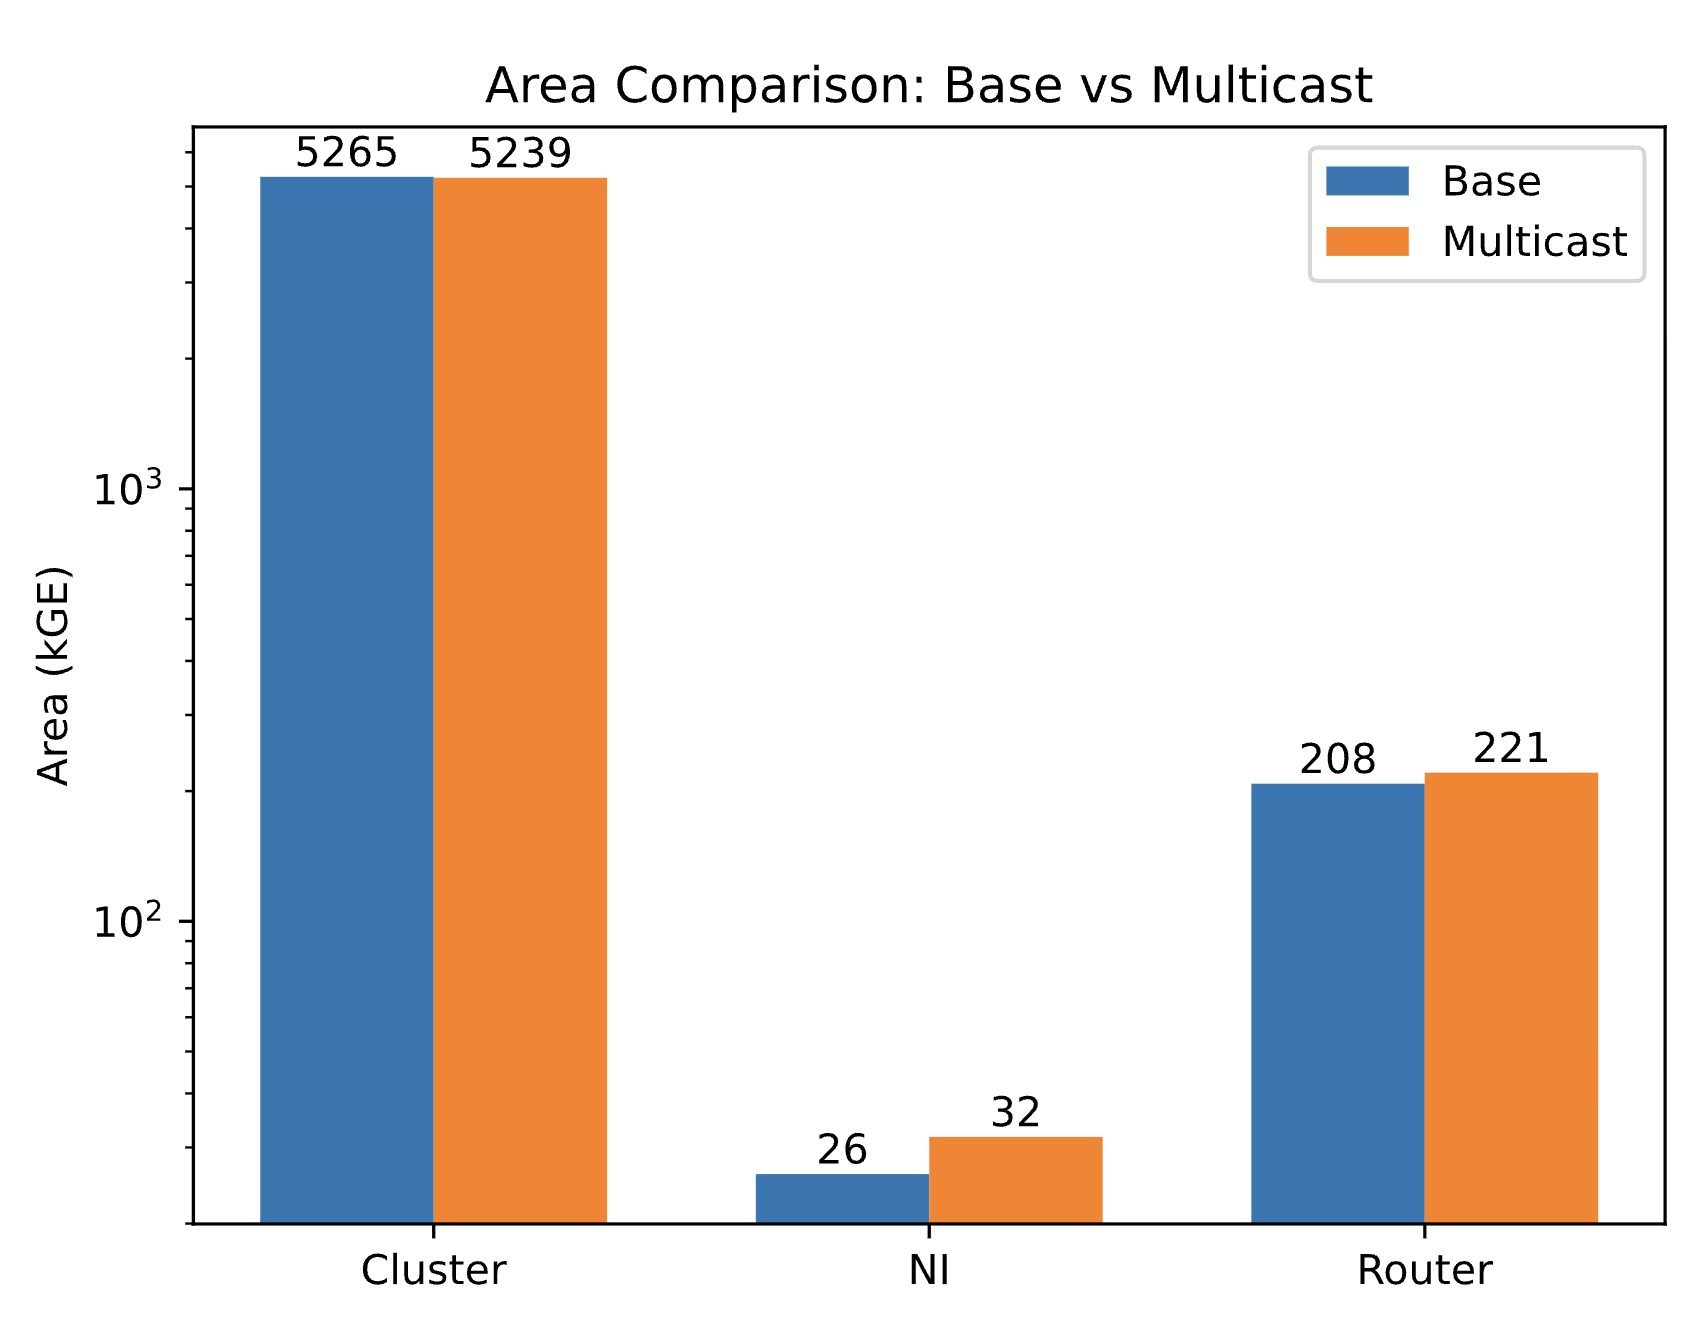 Area Comparison: Base vs Multicast
5265 5239
Base
Multicast
10³
Area (kGE)
208 221
10²
26 32
Cluster NI Router